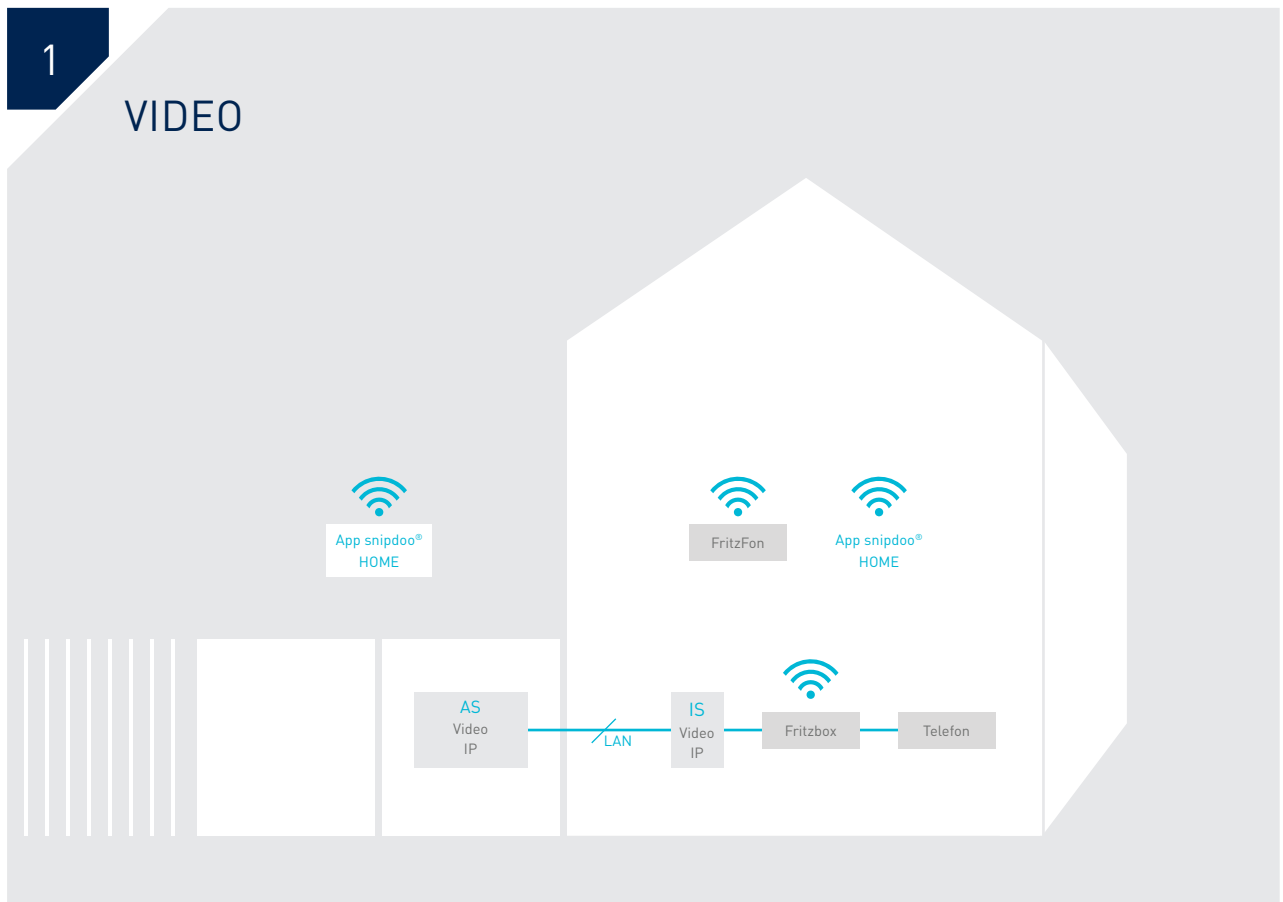 1
VIDEO
App snipdoo®
HOME
FritzFon
App snipdoo®
HOME
AS
Video
IP
LAN
IS
Video
IP
Fritzbox
Telefon